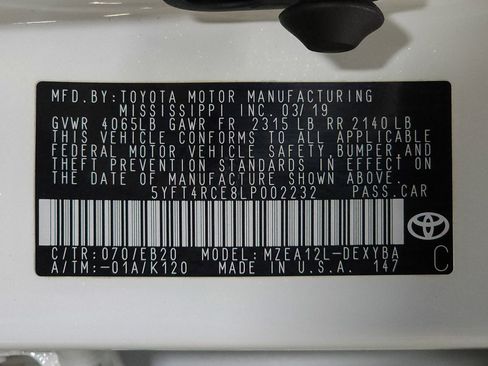 MFD. BY: TOYOTA MOTOR MANUFACTURING
MISSISSIPPI INC. 03/19
GVWR 4065LB GAWR FR 2315 LB RR 2140 LB
THIS VEHICLE CONFORMS TO ALL APPLICABLE
FEDERAL MOTOR VEHICLE SAFETY, BUMPER AND
THEFT PREVENTION STANDARDS IN EFFECT ON
THE DATE OF MANUFACTURE SHOWN ABOVE.
5YFT4RCE8LP002232 PASS. CAR
C/TR: 070/EB20 MODEL: MZEA12L-DEXYBA
A/TM: -01A/K120 MADE IN U.S.A. 147
C